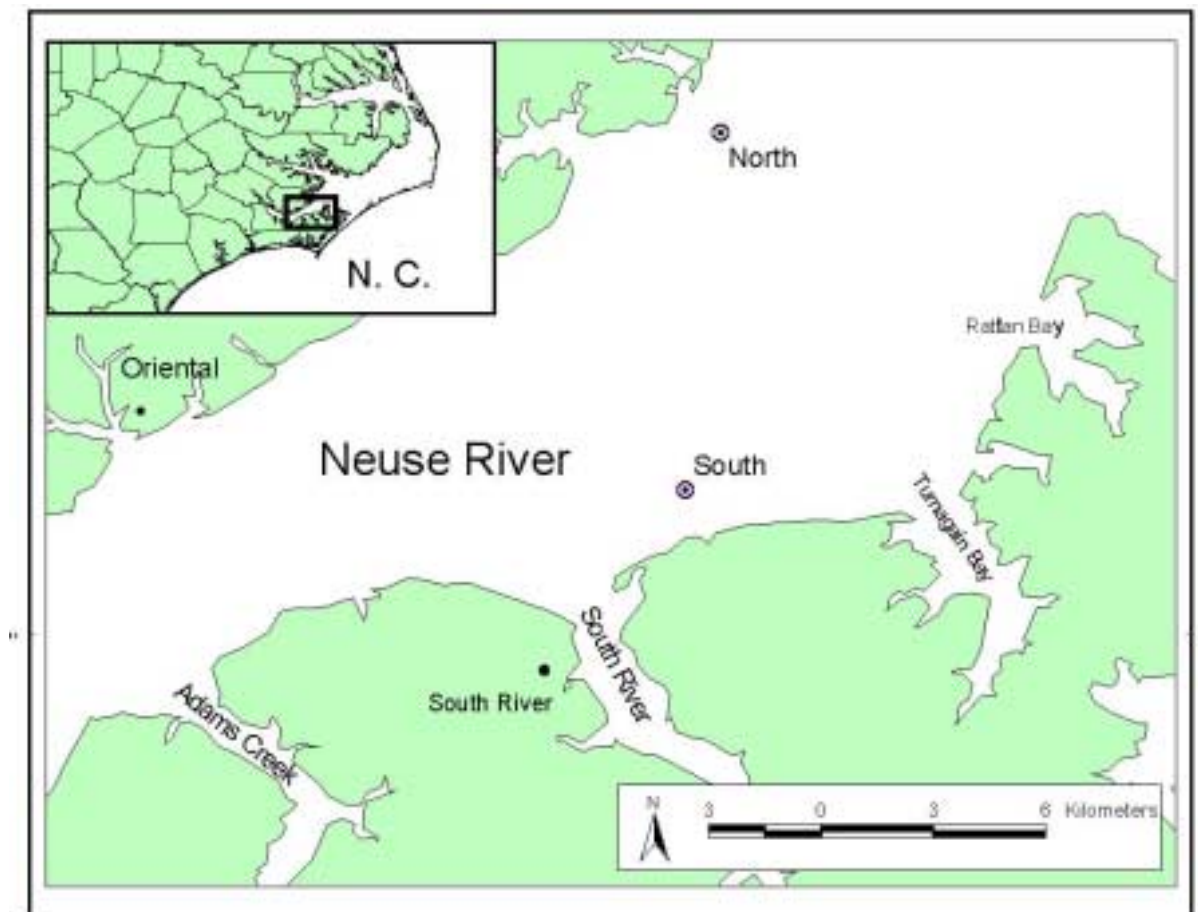 North
N. C.
Rattan Bay
Oriental
Neuse River
South
Turnagain Bay
South River
South River
Adams Creek
N
3 0 3 6 Kilometers